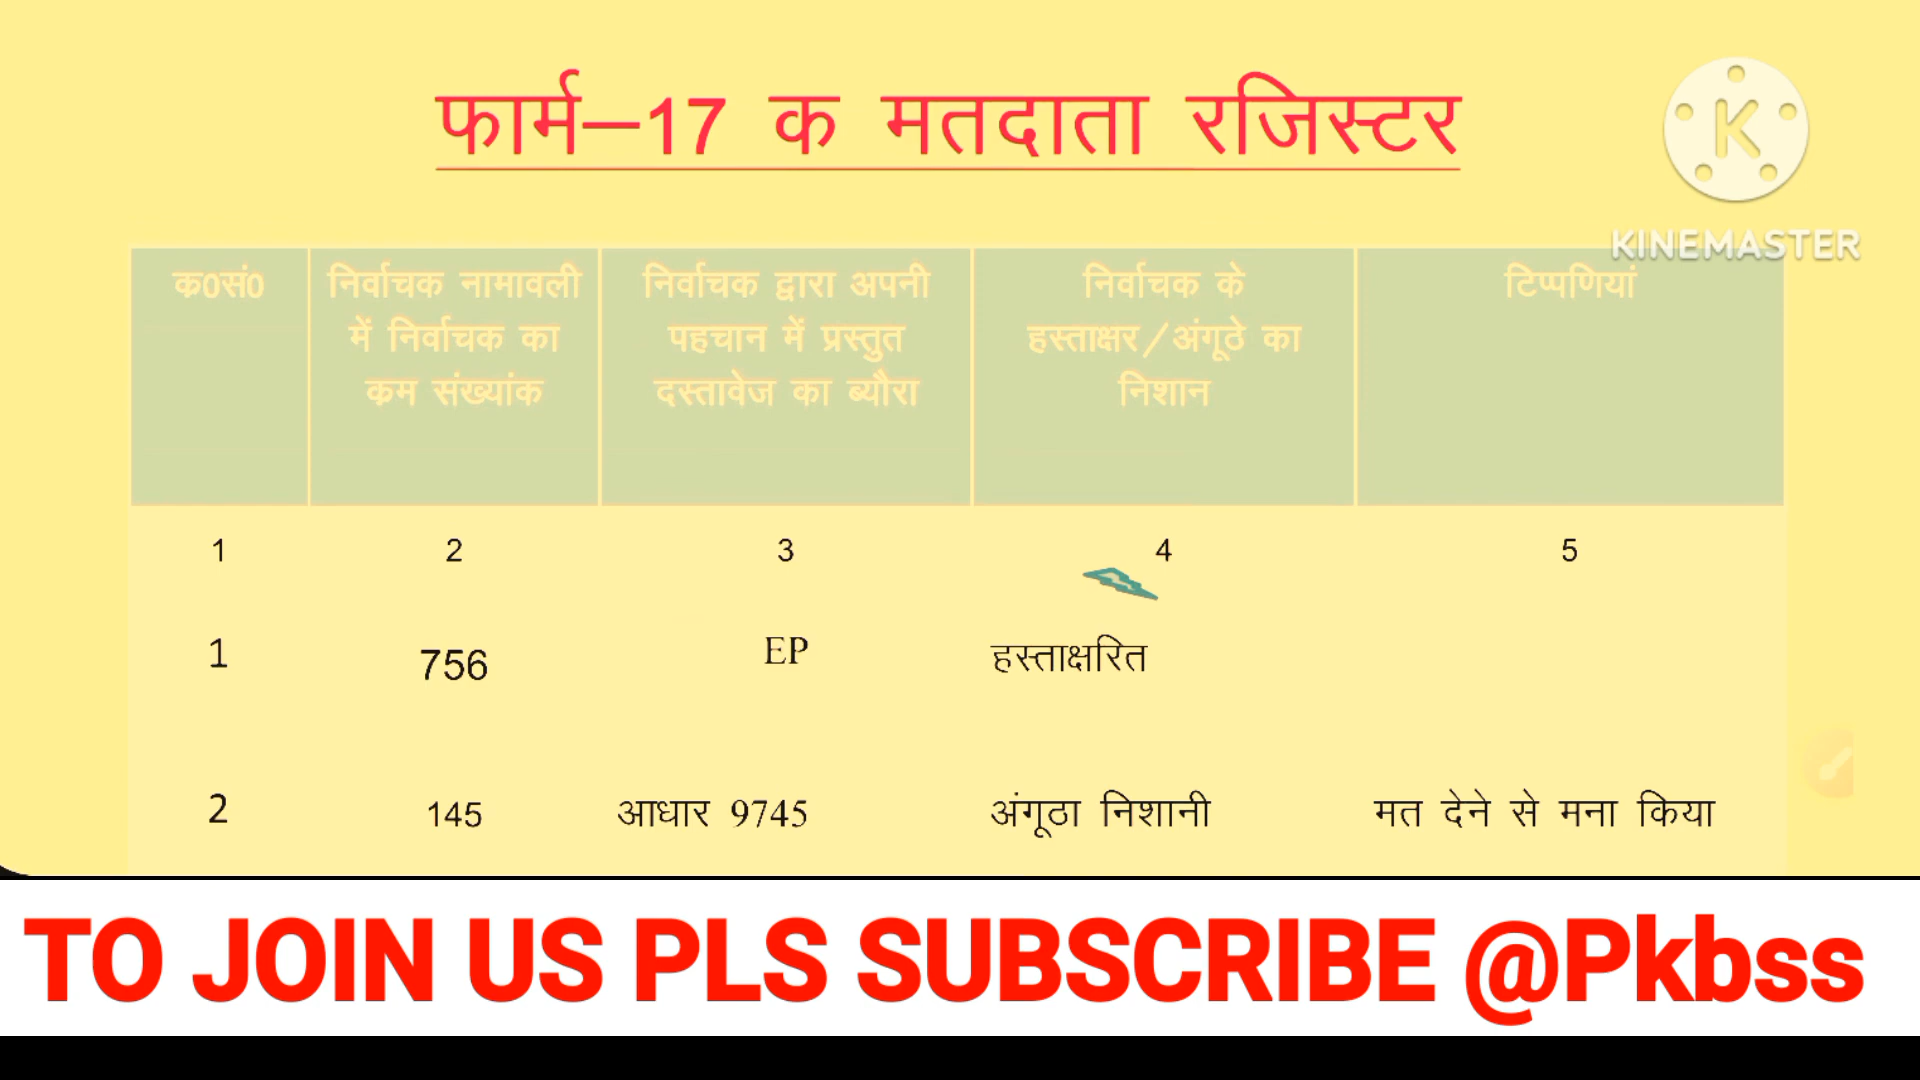 फार्म–17 क मतदाता रजिस्टर
K
KINEMASTER
क0सं0
निर्वाचक नामावली
में निर्वाचक का
क्रम संख्यांक
निर्वाचक द्वारा अपनी
पहचान में प्रस्तुत
दस्तावेज का ब्यौरा
निर्वाचक के
हस्ताक्षर/अंगूठे का
निशान
टिप्पणियां
1 2 3 4 5
1 756 EP हस्ताक्षरित
2 145 आधार 9745 अंगूठा निशानी मत देने से मना किया
TO JOIN US PLS SUBSCRIBE @Pkbss